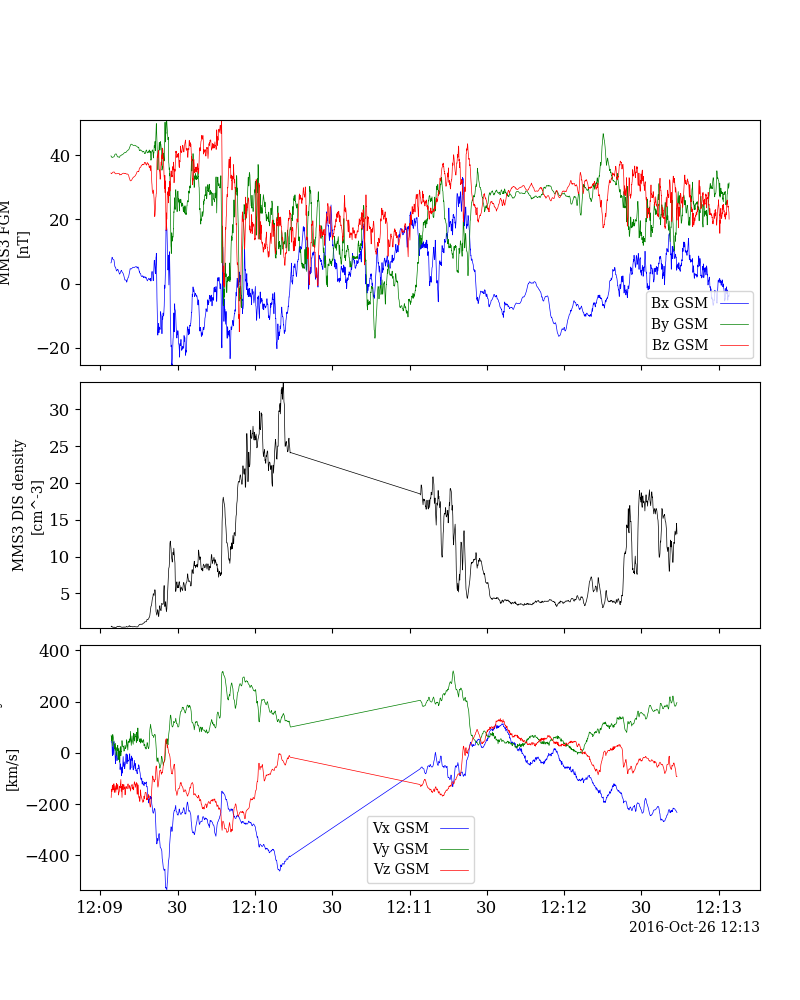 40
20
0
−20
MMS3 FGM
[nT]
Bx GSM
By GSM
Bz GSM
30
25
20
15
10
5
MMS3 DIS density
[cm^-3]
400
200
0
−200
−400
[km/s]
Vx GSM
Vy GSM
Vz GSM
12:09 30 12:10 30 12:11 30 12:12 30 12:13
2016-Oct-26 12:13